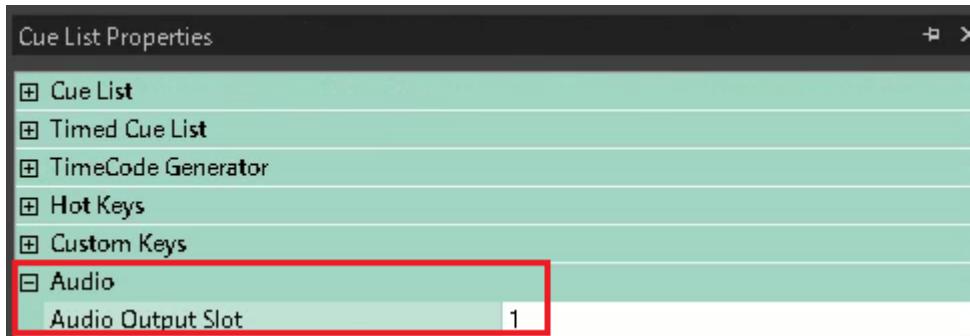 Cue List Properties
Cue List
Timed Cue List
TimeCode Generator
Hot Keys
Custom Keys
Audio
Audio Output Slot 1